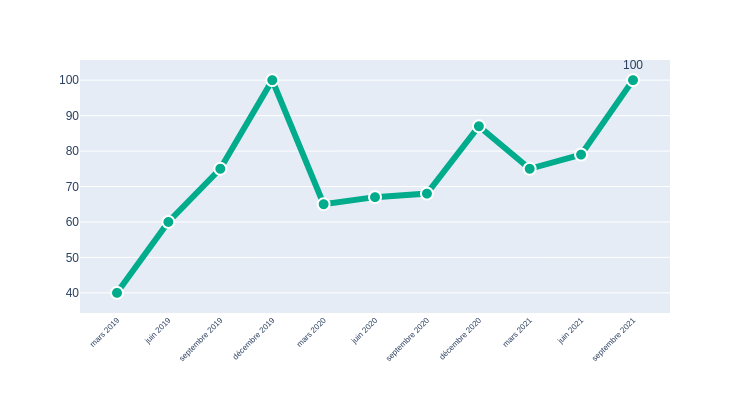 100
100
90
80
70
60
50
40
mars 2019
juin 2019
septembre 2019
décembre 2019
mars 2020
juin 2020
septembre 2020
décembre 2020
mars 2021
juin 2021
septembre 2021